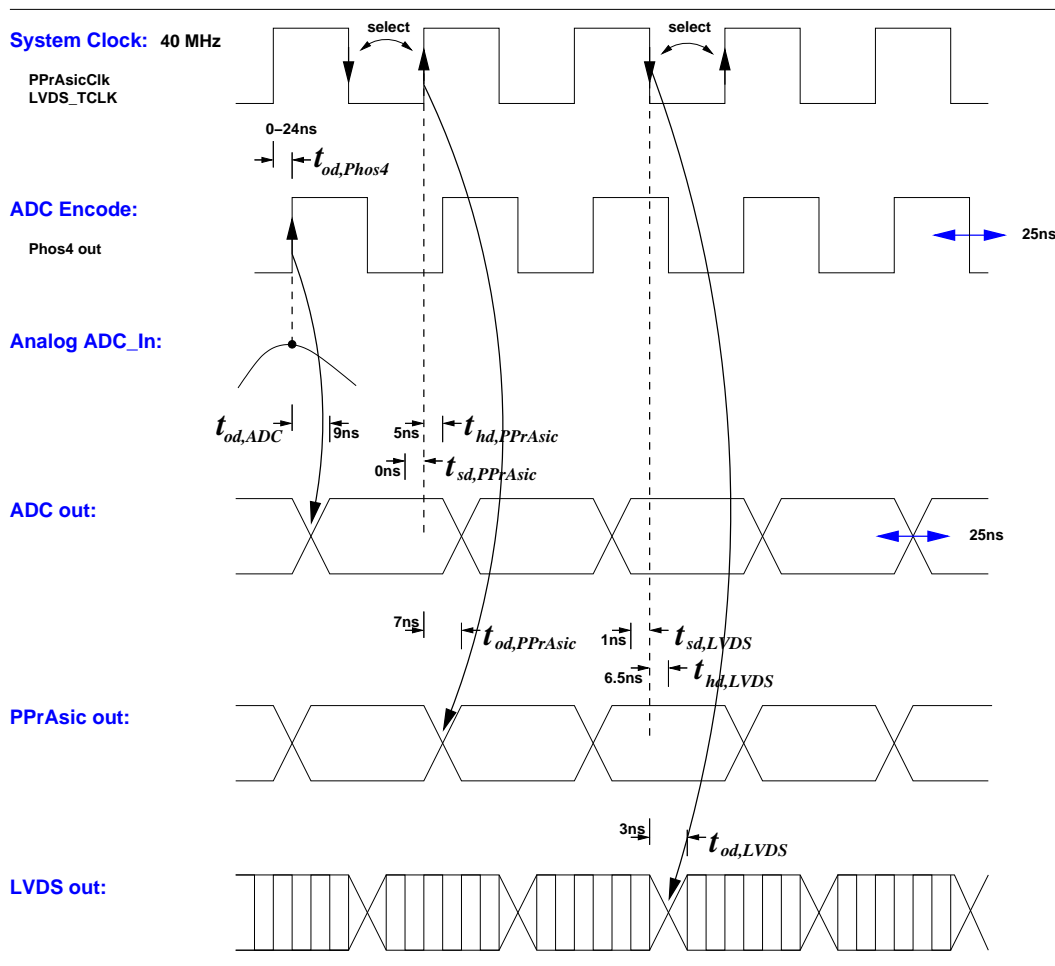 select
select
System Clock: 40 MHz
PPrAsicClk
LVDS_TCLK
0–24ns
t_od,Phos4
ADC Encode:
25ns
Phos4 out
Analog ADC_In:
t_od,ADC
9ns
5ns
t_hd,PPrAsic
0ns
t_sd,PPrAsic
ADC out:
25ns
7ns
t_od,PPrAsic
1ns
t_sd,LVDS
6.5ns
t_hd,LVDS
PPrAsic out:
3ns
t_od,LVDS
LVDS out: